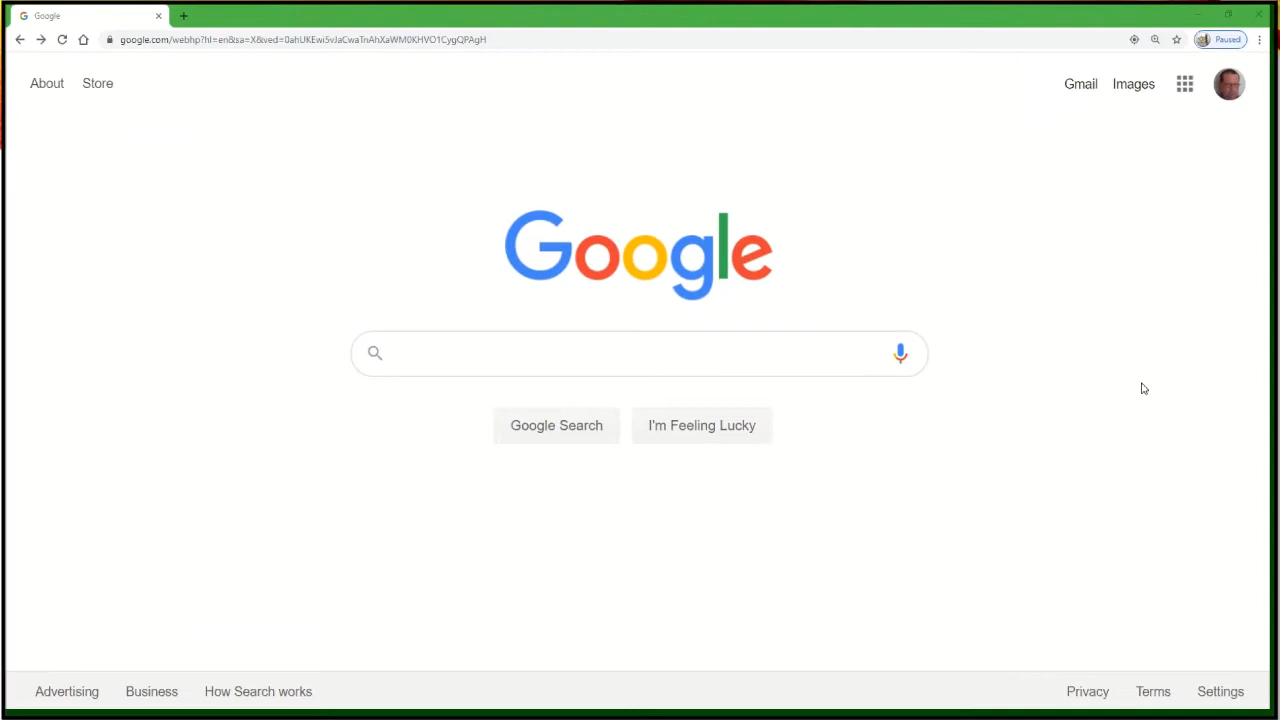 Google
google.com/webhp?hl=en&sa=X&ved=0ahUKEwi5vJaCwaTnAhXaWM0KHVO1CygQPAgH
Paused
About Store
Gmail Images
Google
Google Search I'm Feeling Lucky
Advertising Business How Search works
Privacy Terms Settings